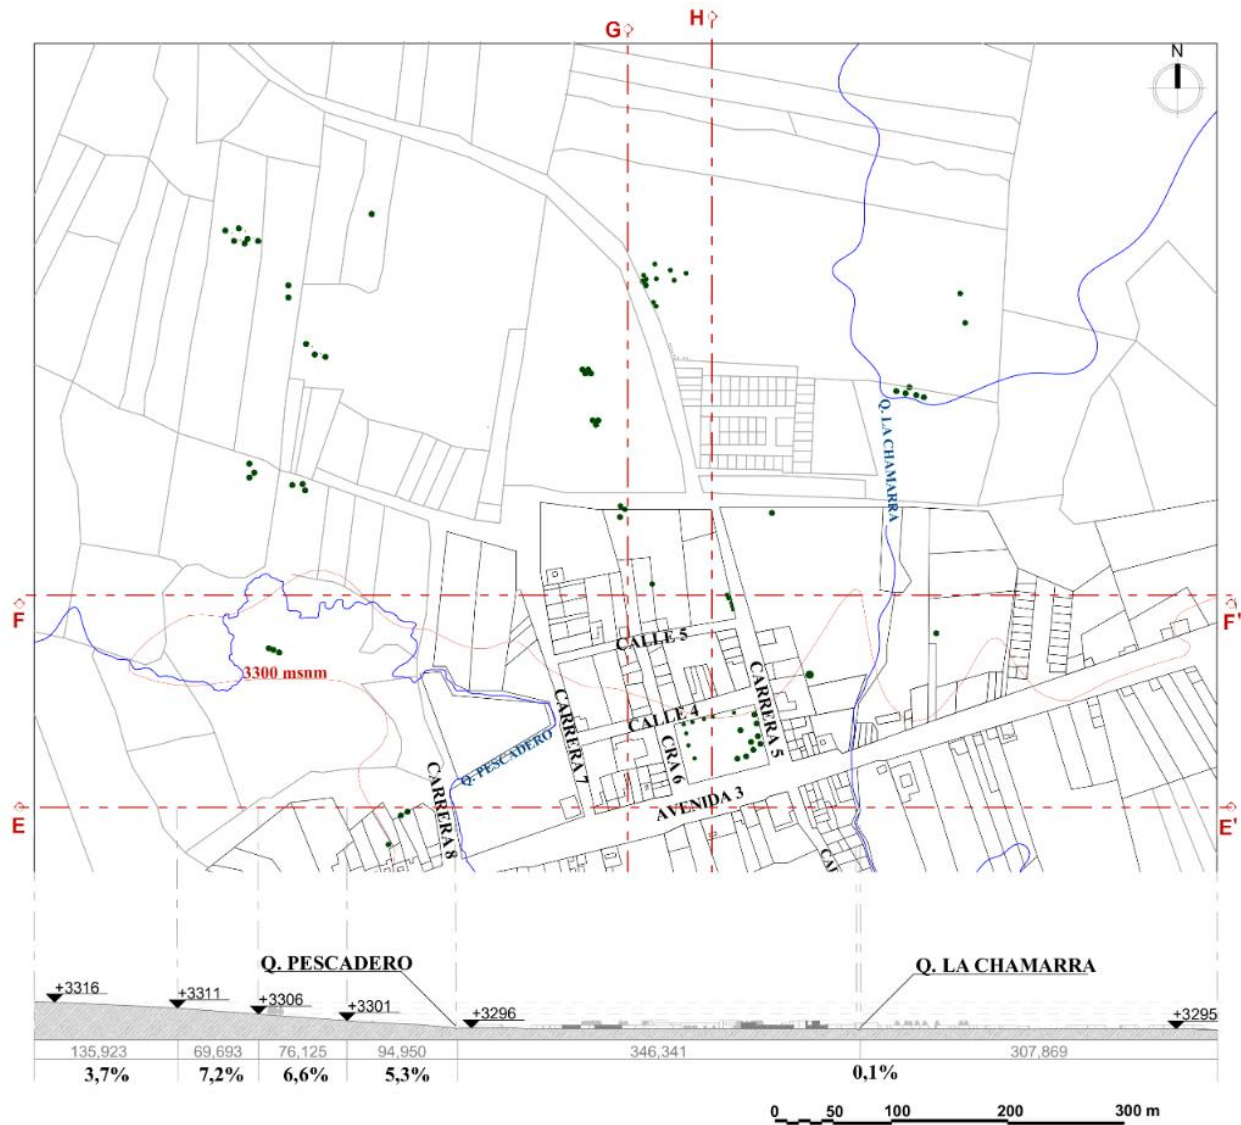 G H
N
Q. LA CHAMARRA
F F'
CALLE 5
3300 msnm
CARRERA 5
CARRERA 7
CALLE 4
CRA 6
Q. PESCADERO
CARRERA 8
AVENIDA 3
E E'
Q. PESCADERO Q. LA CHAMARRA
+3316 +3311 +3306 +3301 +3296 +3295
135,923 69,693 76,125 94,950 346,341 307,869
3,7% 7,2% 6,6% 5,3% 0,1%
0 50 100 200 300 m